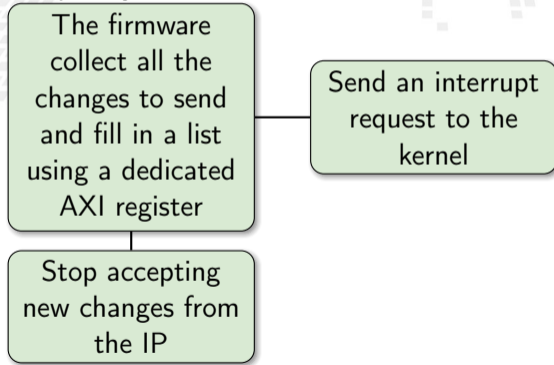 The firmware
collect all the
changes to send
and fill in a list
using a dedicated
AXI register
Send an interrupt
request to the
kernel
Stop accepting
new changes from
the IP